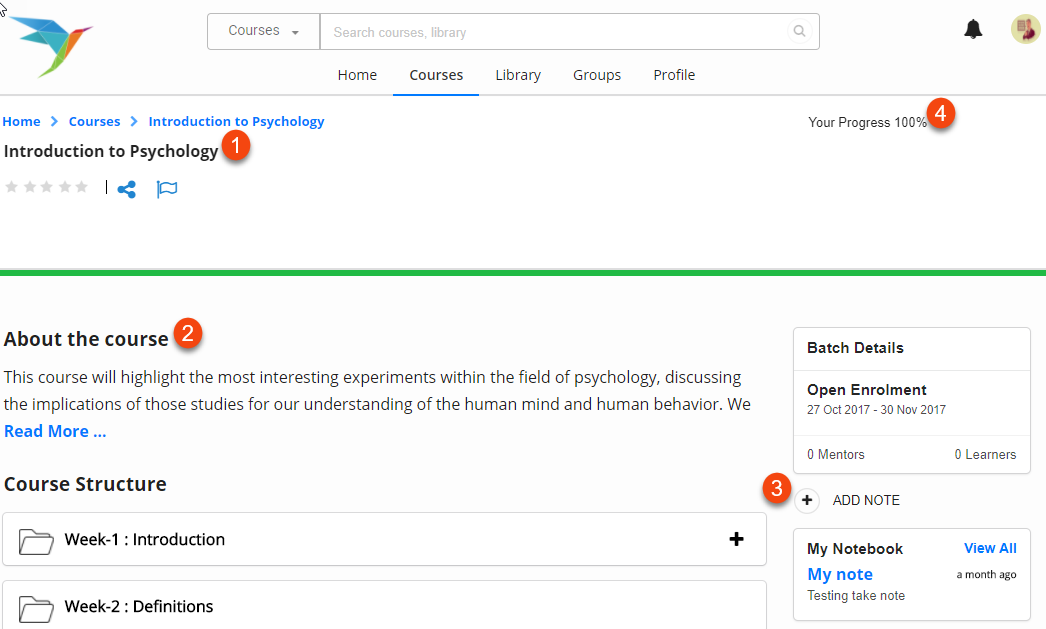 Courses
Search courses, library
Home Courses Library Groups Profile
Home Courses Introduction to Psychology
Your Progress 100% 4
Introduction to Psychology 1
About the course 2
This course will highlight the most interesting experiments within the field of psychology, discussing
the implications of those studies for our understanding of the human mind and human behavior. We
Read More ...
Course Structure
Week-1 : Introduction
Week-2 : Definitions
Batch Details
Open Enrolment
27 Oct 2017 - 30 Nov 2017
0 Mentors 0 Learners
3 ADD NOTE
My Notebook View All
My note a month ago
Testing take note